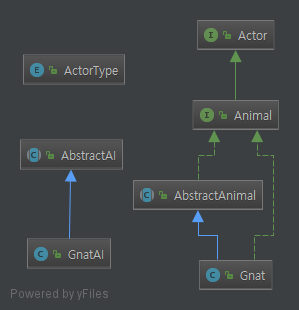 Actor
ActorType
Animal
AbstractAI
AbstractAnimal
GnatAI
Gnat
Powered by yFiles